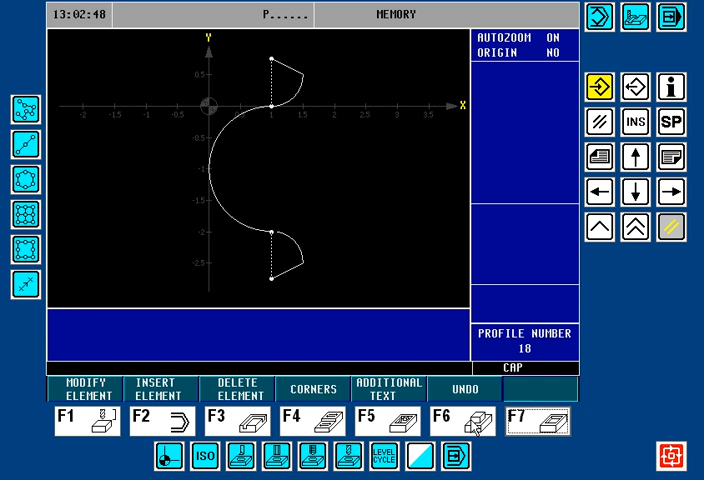 13:02:48 P...... MEMORY
AUTOZOOM ON
ORIGIN NO
Y
X
0.5
-2 -1.5 -1 -0.5 0.5 1 1.5 2 2.5 3 3.5
-0.5
-1
-1.5
-2
-2.5
INS SP
PROFILE NUMBER
18
CAP
MODIFY ELEMENT
INSERT ELEMENT
DELETE ELEMENT
CORNERS
ADDITIONAL TEXT
UNDO
F1 F2 F3 F4 F5 F6 F7
ISO
LEVEL CYCLE